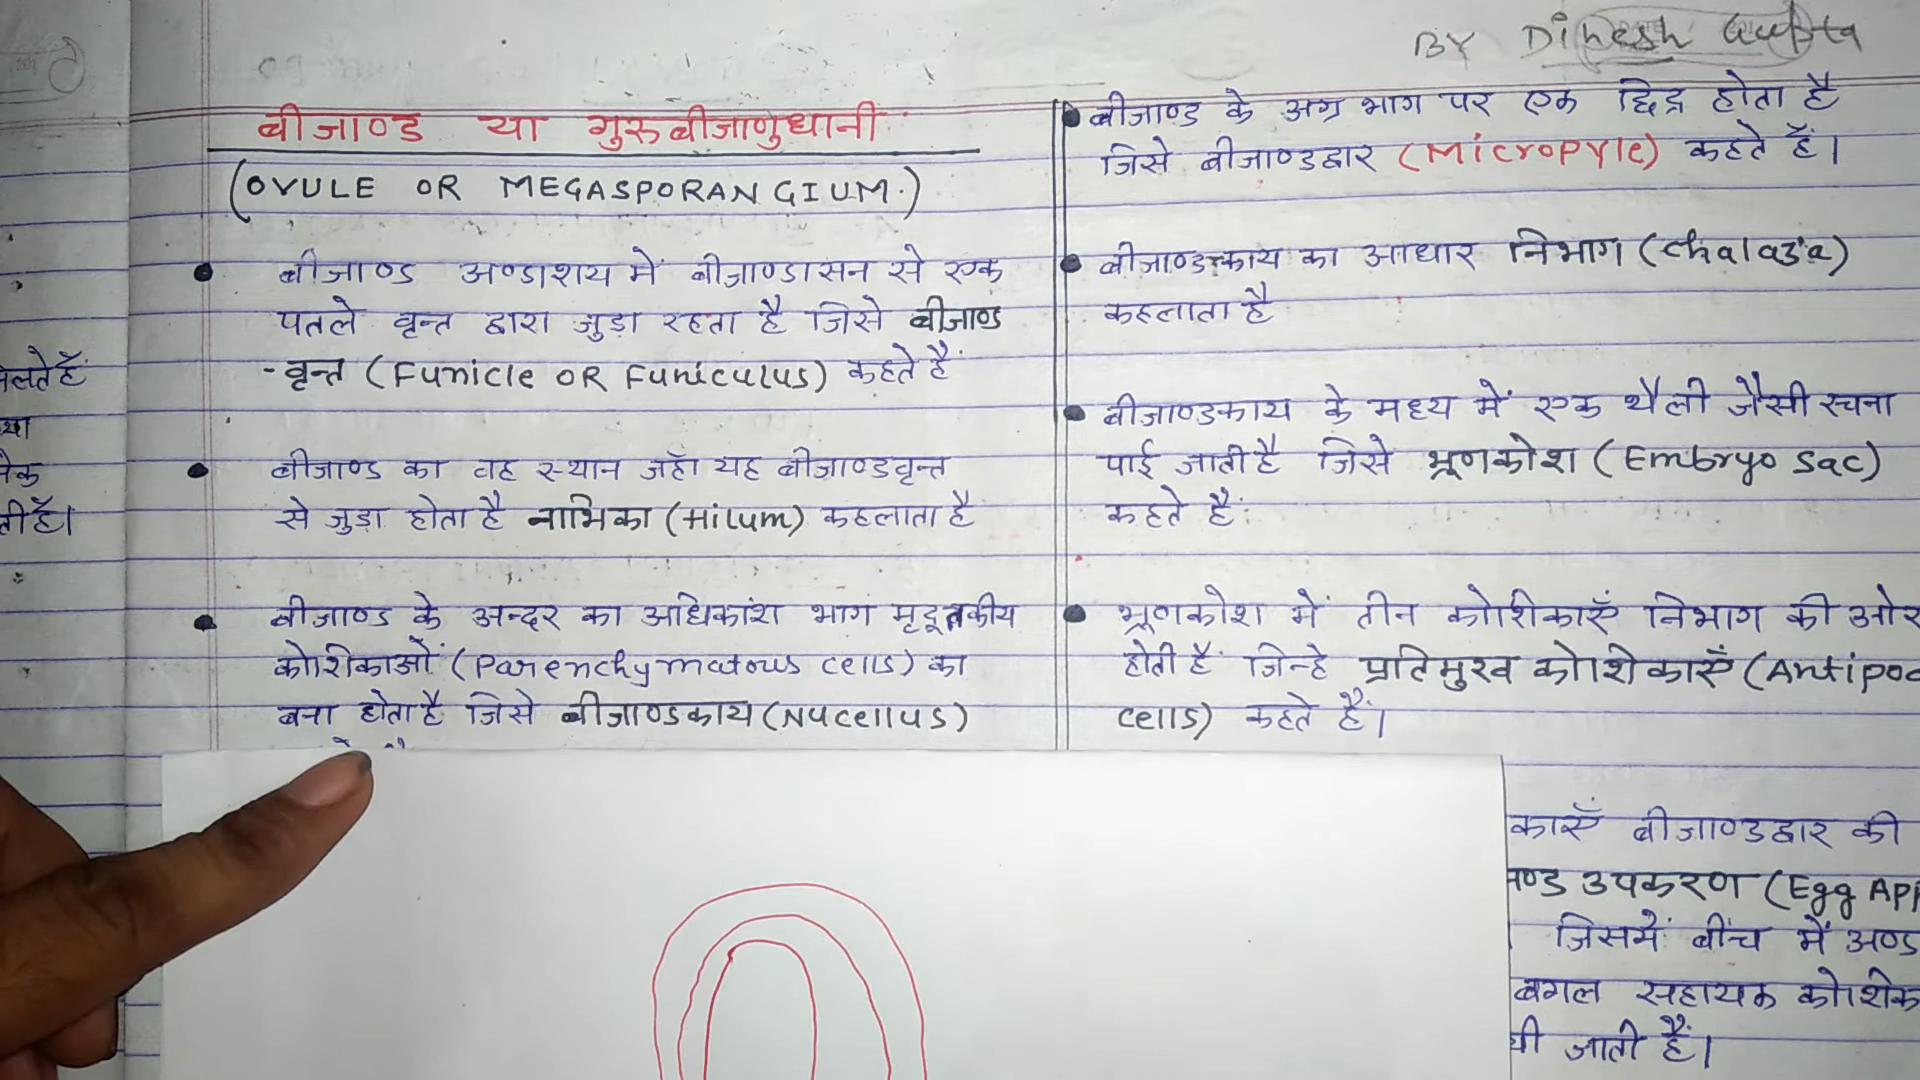 BY Dinesh Gupta
बीजाण्ड या गुरुबीजाणुधानी
(OVULE OR MEGASPORANGIUM.)
बीजाण्ड अण्डाशय में बीजाण्डासन से एक
पतले वृन्त द्वारा जुड़ा रहता है जिसे बीजाण्ड
-वृन्त (Funicle OR Funiculus) कहते हैं
बीजाण्ड का वह स्थान जहाँ यह बीजाण्डवृन्त
से जुड़ा होता है नाभिका (Hilum) कहलाता है
बीजाण्ड के अन्दर का अधिकांश भाग मृदूतकीय
कोशिकाओं (Parenchymatous cells) का
बना होता है जिसे बीजाण्डकाय (Nucellus)
बीजाण्ड के अग्र भाग पर एक छिद्र होता है
जिसे बीजाण्डद्वार (Micropyle) कहते हैं।
बीजाण्डकाय का आधार निभाग (chalaza)
कहलाता है
बीजाण्डकाय के मध्य में एक थैली जैसी रचना
पाई जाती है जिसे भ्रूणकोश (Embryo sac)
कहते हैं
भ्रूणकोश में तीन कोशिकाएँ निभाग की ओर
होती हैं जिन्हे प्रतिमुख कोशिकाएँ (Antipod
cells) कहते हैं।
काएँ बीजाण्डद्वार की
ण्ड उपकरण (Egg App
जिसमें बींच में अण्ड
बगल सहायक कोशिक
यी जाती हैं।
लते हैं
या
नेक
ती हैं।